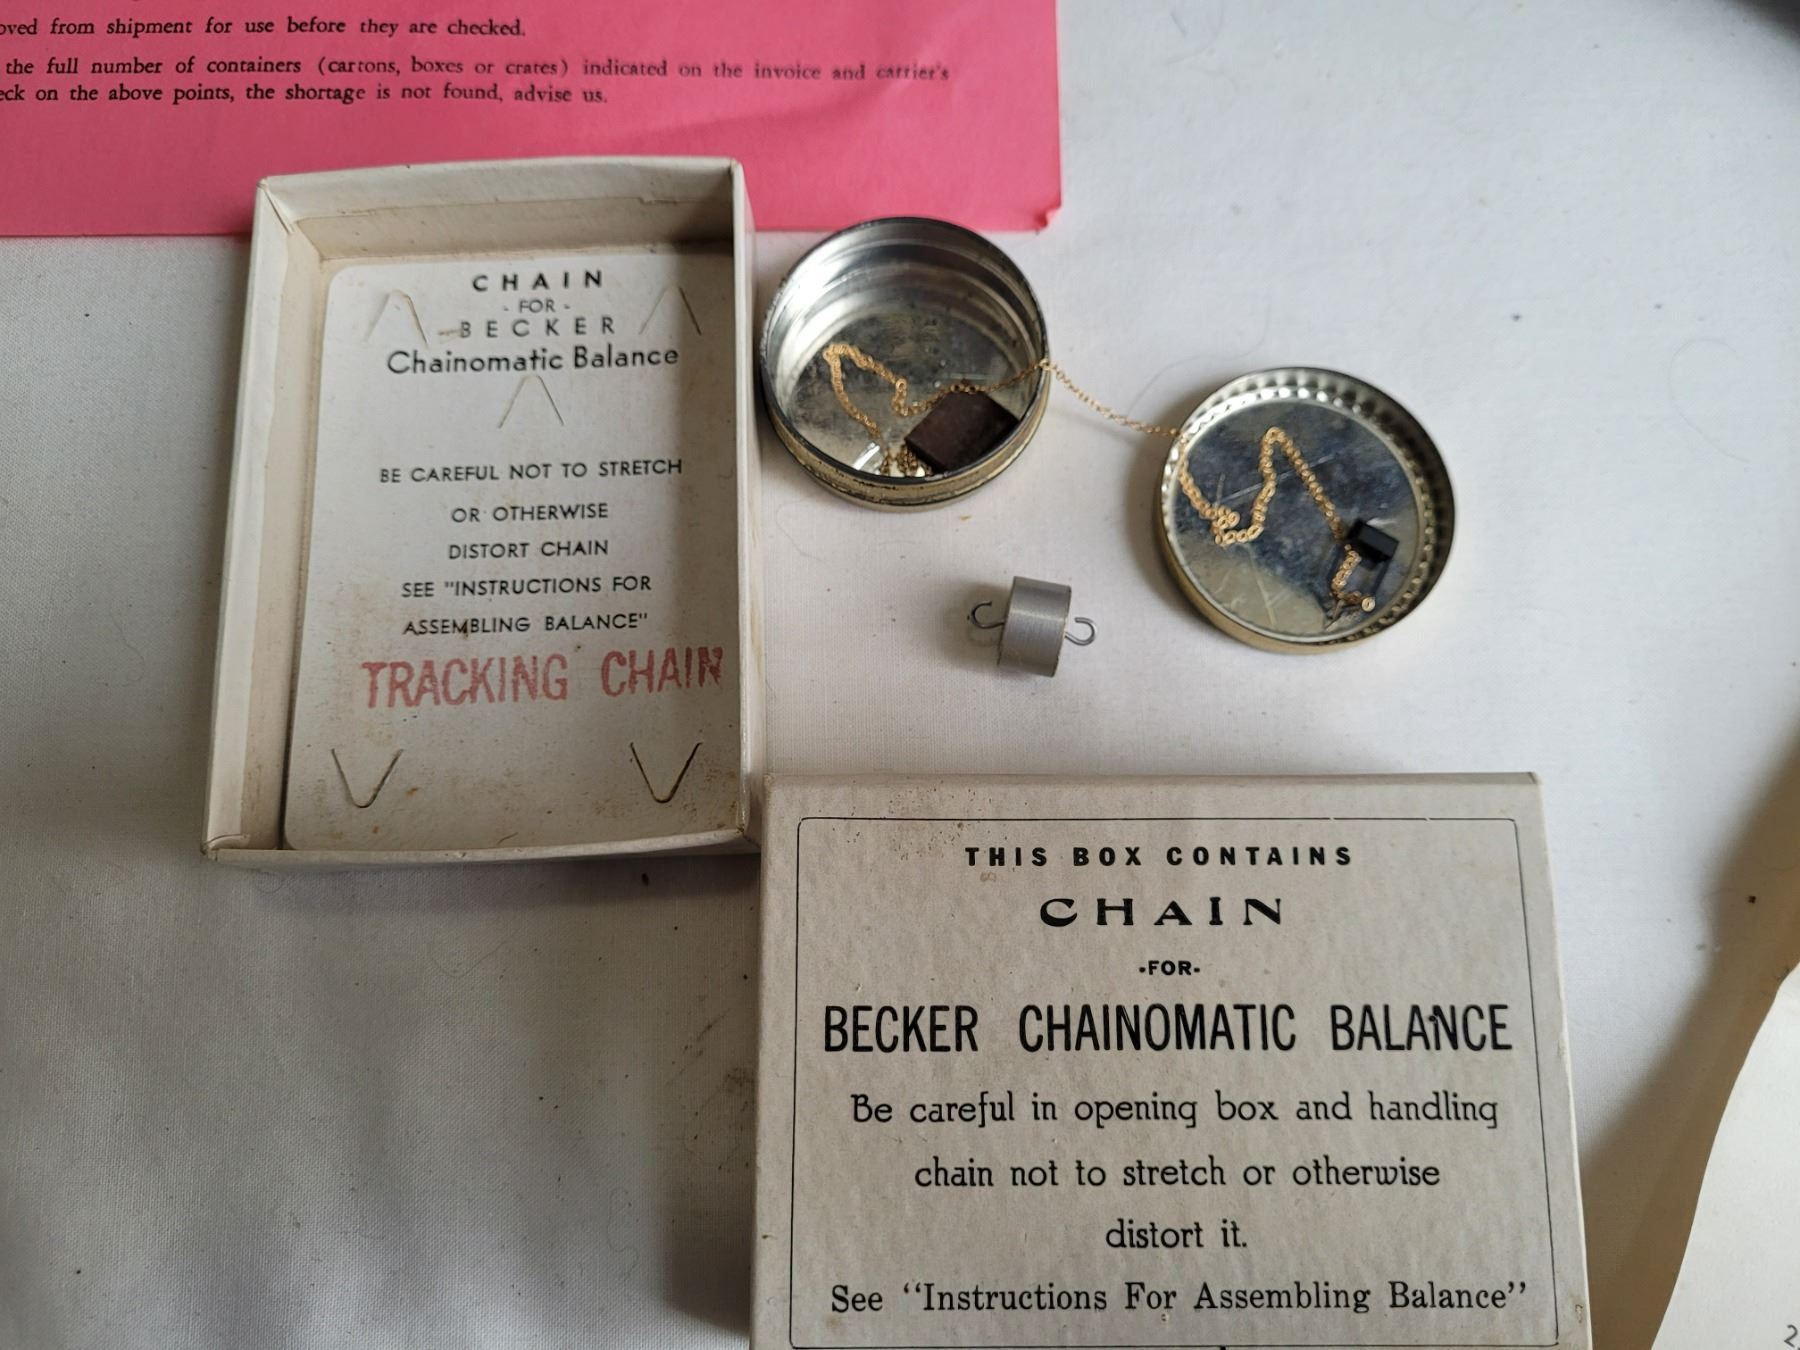 from shipment for use before they are checked.
the full number of containers (cartons, boxes or crates) indicated on the invoice and carrier's
on the above points, the shortage is not found, advise us.
CHAIN
- FOR -
BECKER
Chainomatic Balance
BE CAREFUL NOT TO STRETCH
OR OTHERWISE
DISTORT CHAIN
SEE "INSTRUCTIONS FOR
ASSEMBLING BALANCE"
TRACKING CHAIN
THIS BOX CONTAINS
CHAIN
-FOR-
BECKER CHAINOMATIC BALANCE
Be careful in opening box and handling
chain not to stretch or otherwise
distort it.
See "Instructions For Assembling Balance"